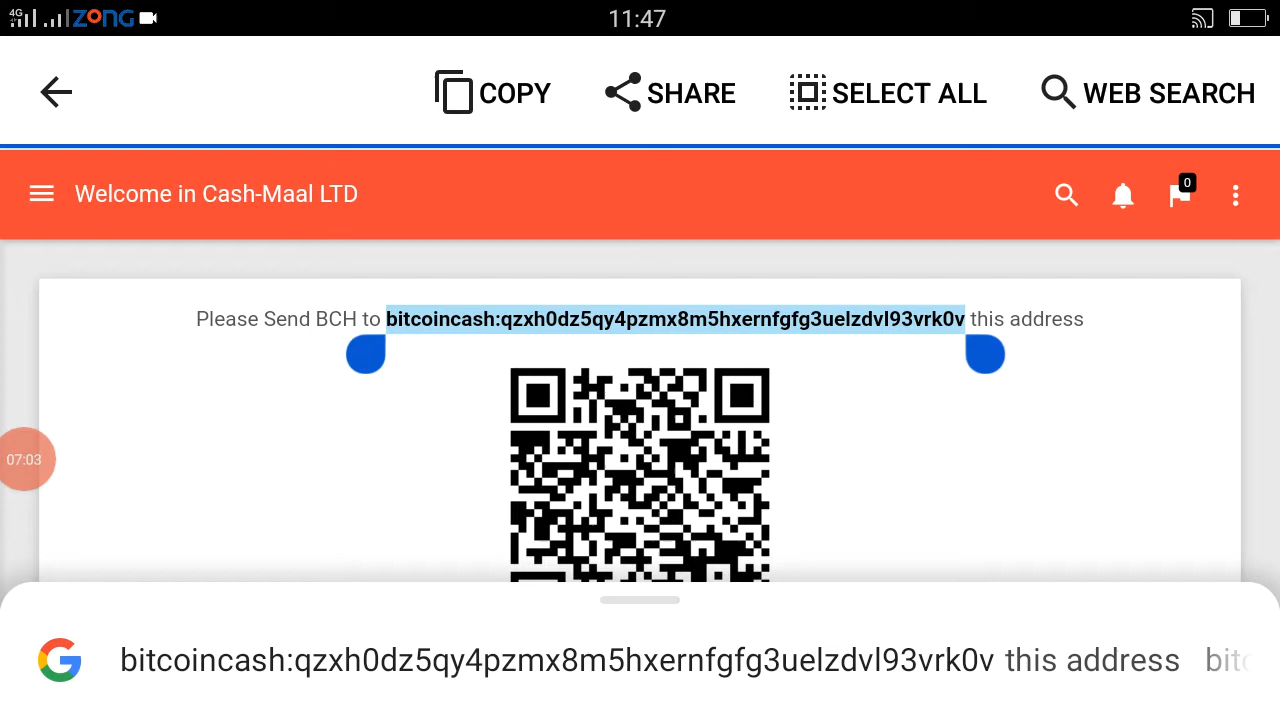 4G ZONG 11:47
COPY SHARE SELECT ALL WEB SEARCH
Welcome in Cash-Maal LTD 0
Please Send BCH to bitcoincash:qzxh0dz5qy4pzmx8m5hxernfgfg3uelzdvl93vrk0v this address
07:03
bitcoincash:qzxh0dz5qy4pzmx8m5hxernfgfg3uelzdvl93vrk0v this address bitc